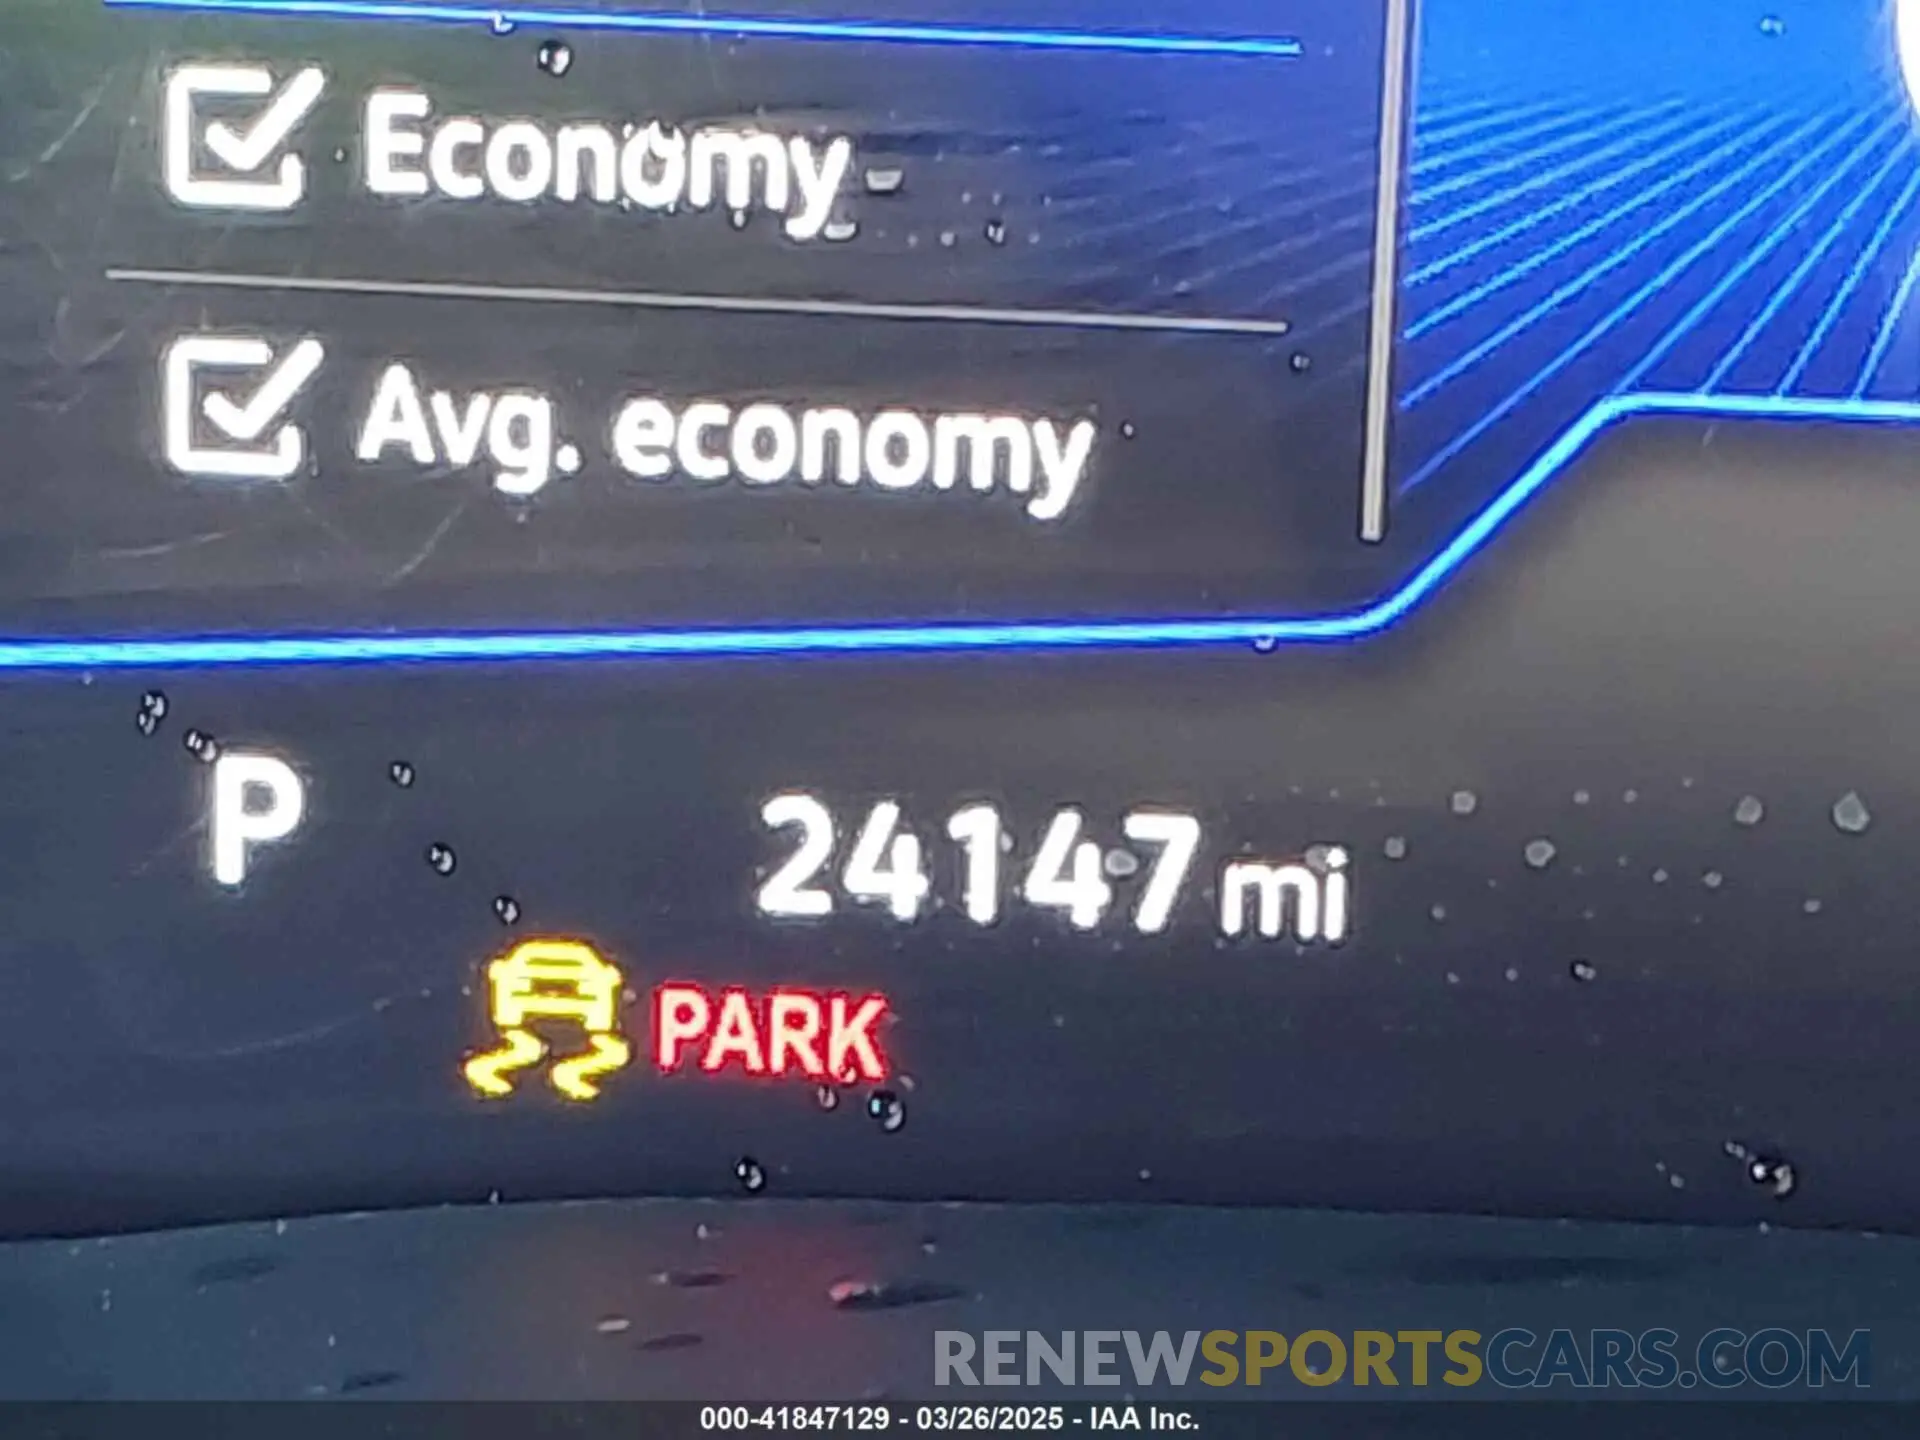 Economy
Avg. economy
P
24147 mi
PARK
RENEWSPORTSCARS.COM
000-41847129 - 03/26/2025 - IAA Inc.